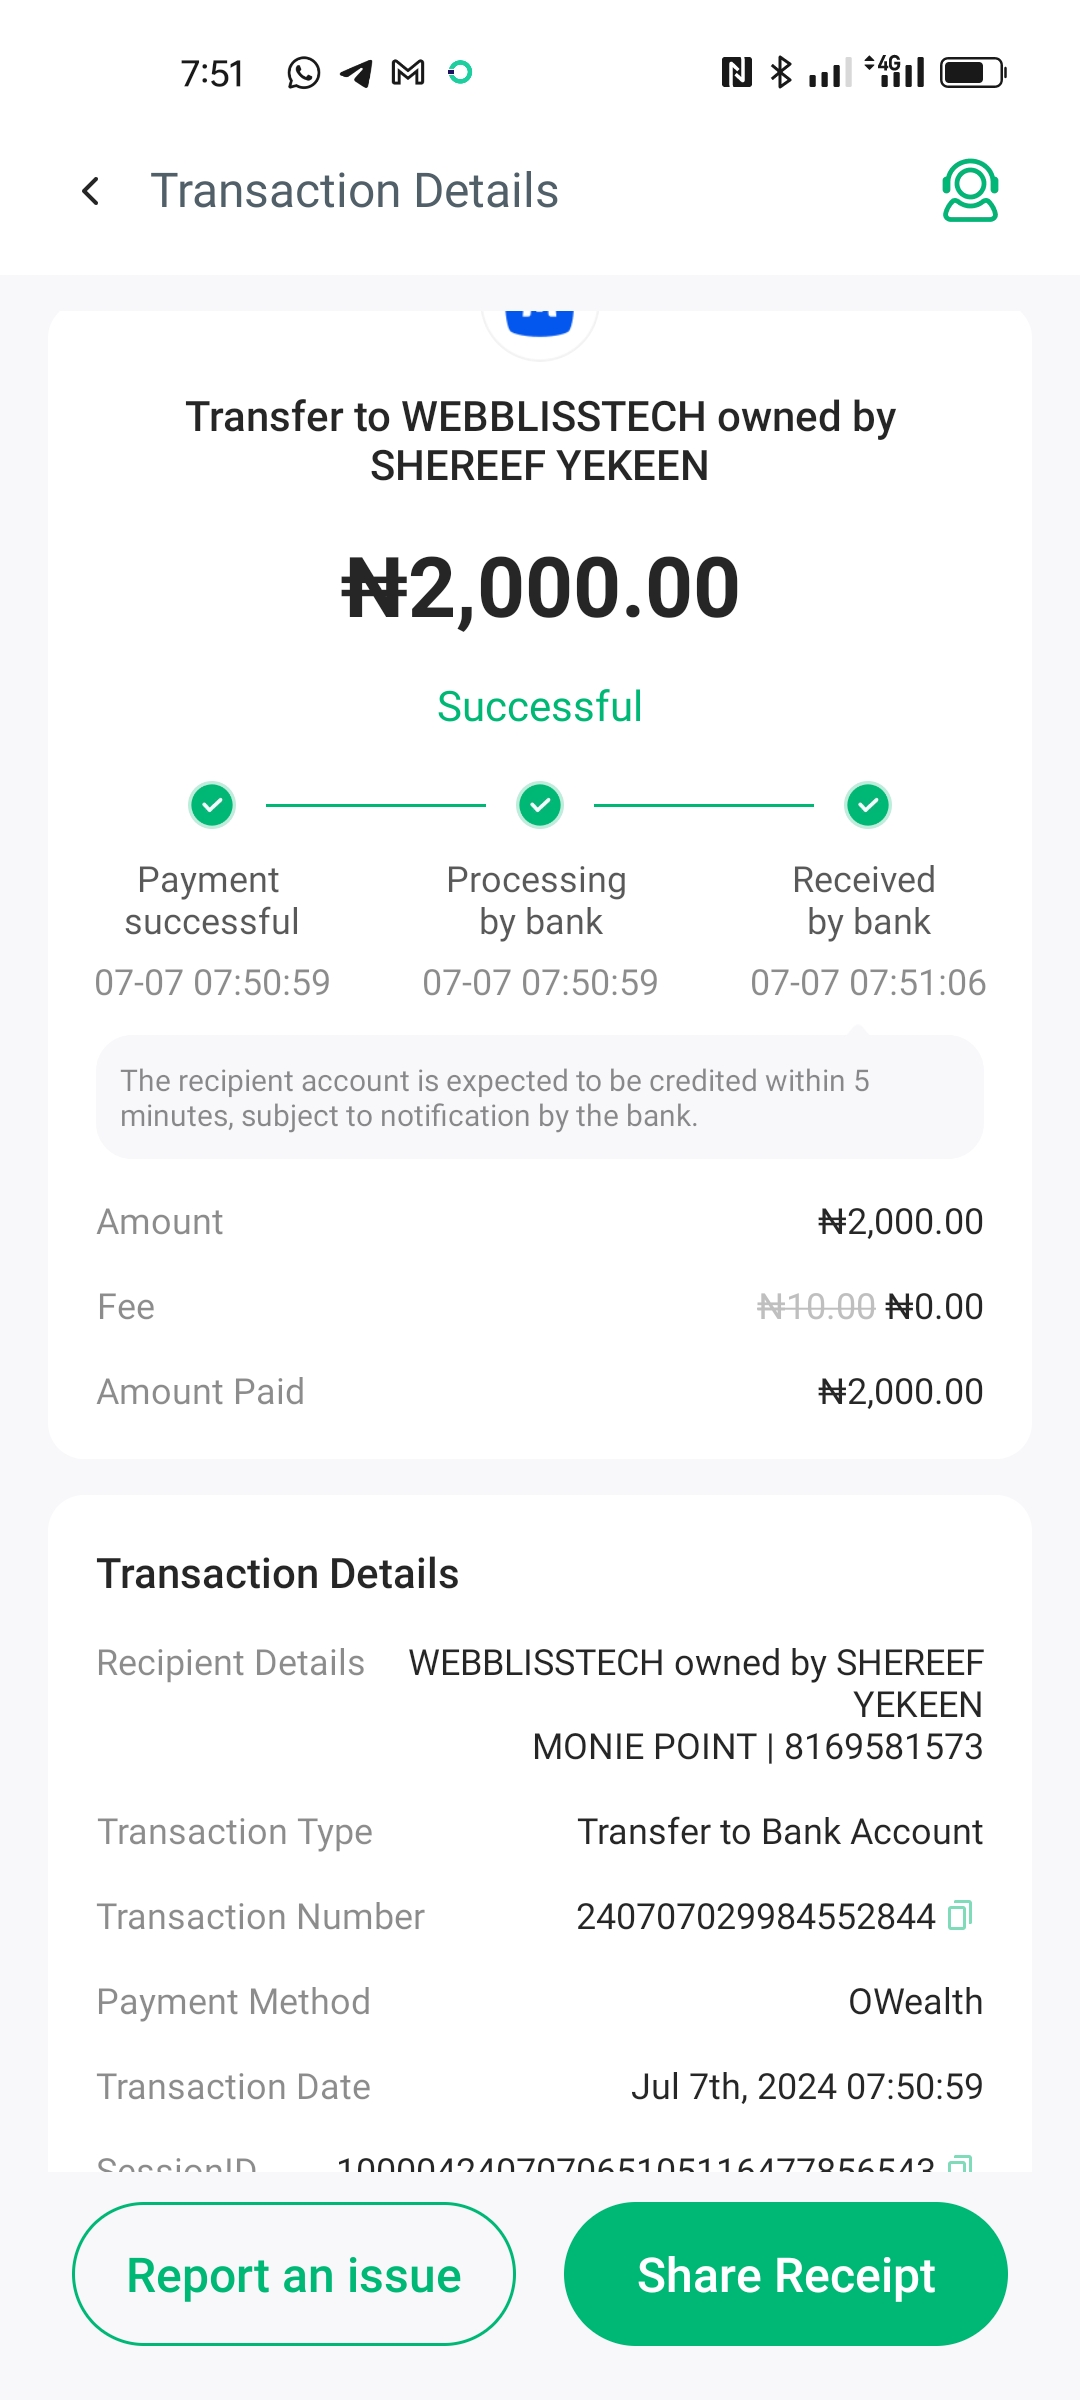 7:51
4G
Transaction Details
Transfer to WEBBLISSTECH owned by
SHEREEF YEKEEN
₦2,000.00
Successful
Payment
successful
07-07 07:50:59
Processing
by bank
07-07 07:50:59
Received
by bank
07-07 07:51:06
The recipient account is expected to be credited within 5
minutes, subject to notification by the bank.
Amount ₦2,000.00
Fee ₦10.00 ₦0.00
Amount Paid ₦2,000.00
Transaction Details
Recipient Details WEBBLISSTECH owned by SHEREEF
YEKEEN
MONIE POINT | 8169581573
Transaction Type Transfer to Bank Account
Transaction Number 240707029984552844
Payment Method OWealth
Transaction Date Jul 7th, 2024 07:50:59
SessionID
Report an issue
Share Receipt